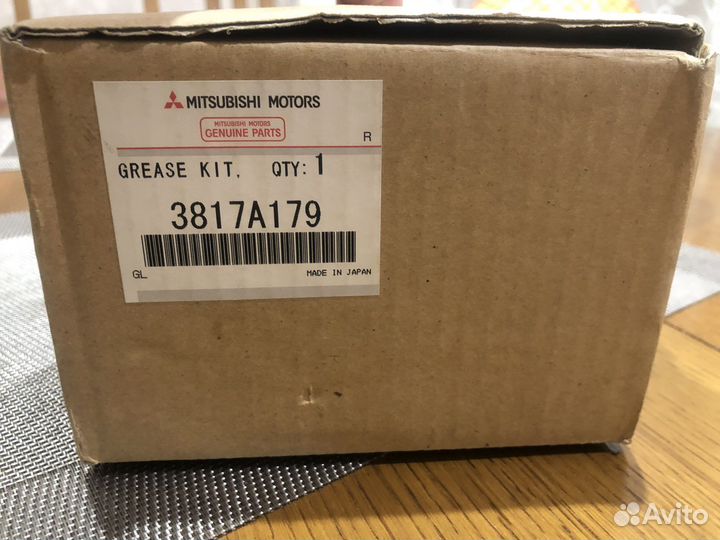 MITSUBISHI MOTORS
MITSUBISHI MOTORS
GENUINE PARTS
R
GREASE KIT, QTY: 1
3817A179
GL MADE IN JAPAN
Avito